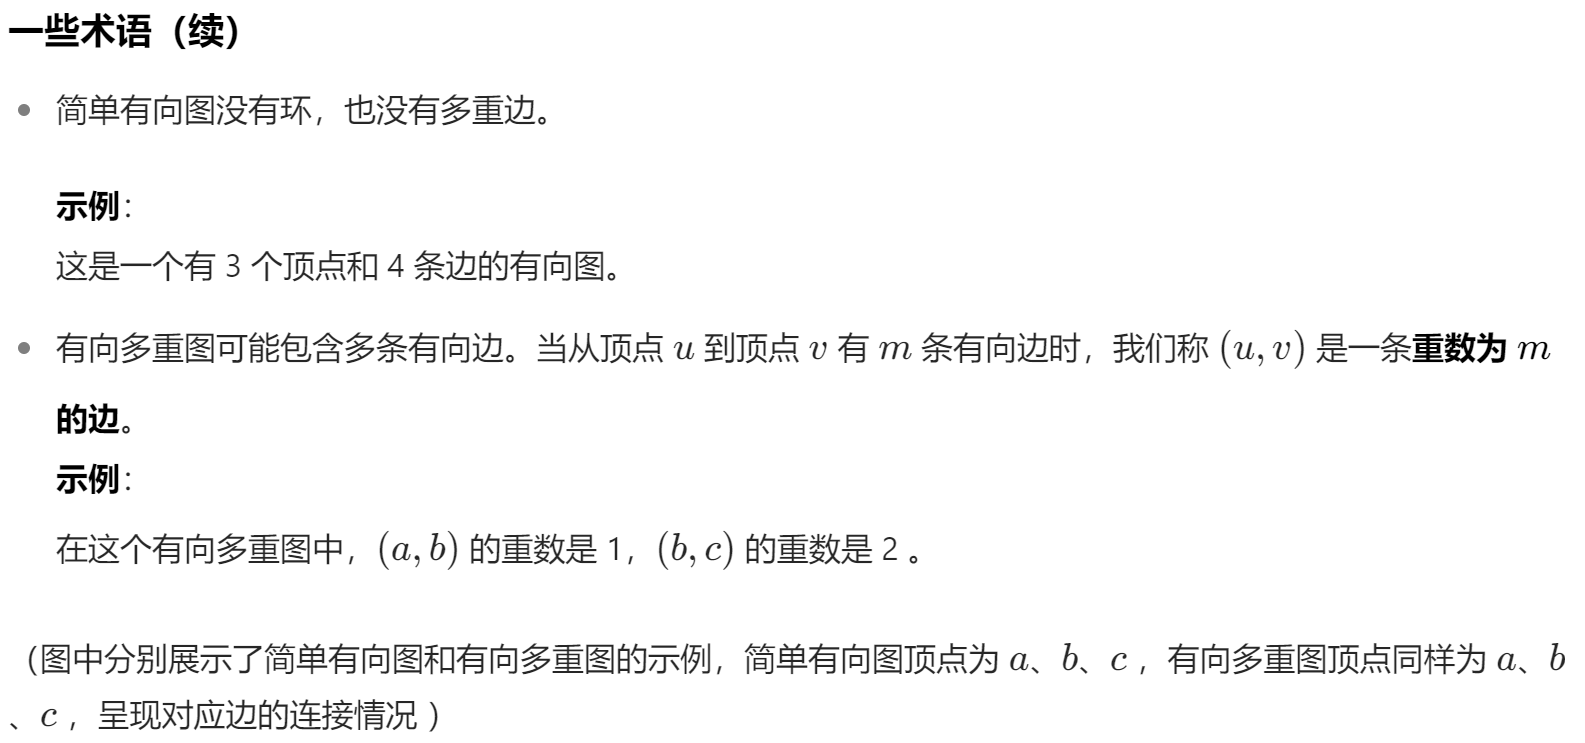 一些术语（续）
• 简单有向图没有环，也没有多重边。
示例：
这是一个有 3 个顶点和 4 条边的有向图。
• 有向多重图可能包含多条有向边。当从顶点 u 到顶点 v 有 m 条有向边时，我们称 (u, v) 是一条重数为 m
的边。
示例：
在这个有向多重图中，(a, b) 的重数是 1，(b, c) 的重数是 2 。
（图中分别展示了简单有向图和有向多重图的示例，简单有向图顶点为 a、b、c ，有向多重图顶点同样为 a、b
、c ，呈现对应边的连接情况 ）